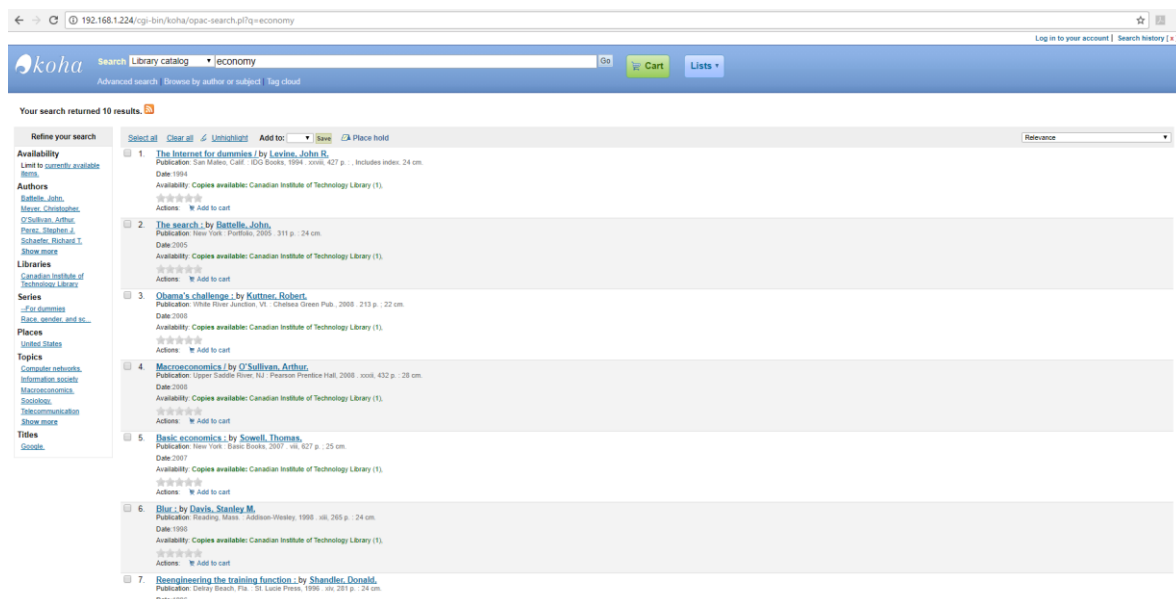 192.168.1.224/cgi-bin/koha/opac-search.pl?q=economy
Log in to your account | Search history [x
koha Search Library catalog economy Go Cart Lists
Advanced search | Browse by author or subject | Tag cloud
Your search returned 10 results.
Refine your search
Availability
Limit to currently available
items.
Authors
Battelle, John.
Meyer, Christopher.
O'Sullivan, Arthur.
Perez, Stephen J.
Schaefer, Richard T.
Show more
Libraries
Canadian Institute of
Technology Library
Series
--For dummies
Race, gender, and sc...
Places
United States
Topics
Computer networks.
Information society
Macroeconomics.
Sociology.
Telecommunication
Show more
Titles
Google.
Select all Clear all Unhighlight Add to: Save Place hold Relevance
1. The Internet for dummies / by Levine, John R.
Publication: San Mateo, Calif. : IDG Books, 1994 . xxviii, 427 p. : , Includes index; 24 cm.
Date:1994
Availability: Copies available: Canadian Institute of Technology Library (1),
Actions: Add to cart
2. The search : by Battelle, John.
Publication: New York : Portfolio, 2005 . 311 p. : 24 cm.
Date:2005
Availability: Copies available: Canadian Institute of Technology Library (1),
Actions: Add to cart
3. Obama's challenge : by Kuttner, Robert.
Publication: White River Junction, Vt. : Chelsea Green Pub., 2008 . 213 p. ; 22 cm.
Date:2008
Availability: Copies available: Canadian Institute of Technology Library (1),
Actions: Add to cart
4. Macroeconomics / by O'Sullivan, Arthur.
Publication: Upper Saddle River, NJ : Pearson Prentice Hall, 2008 . xxxii, 432 p. : 28 cm.
Date:2008
Availability: Copies available: Canadian Institute of Technology Library (1),
Actions: Add to cart
5. Basic economics : by Sowell, Thomas,
Publication: New York : Basic Books, 2007 . viii, 627 p. ; 25 cm.
Date:2007
Availability: Copies available: Canadian Institute of Technology Library (1),
Actions: Add to cart
6. Blur : by Davis, Stanley M.
Publication: Reading, Mass. : Addison-Wesley, 1998 . xiii, 265 p. : 24 cm.
Date:1998
Availability: Copies available: Canadian Institute of Technology Library (1),
Actions: Add to cart
7. Reengineering the training function : by Shandler, Donald.
Publication: Delray Beach, Fla. : St. Lucie Press, 1996 . xiv, 281 p. : 24 cm.